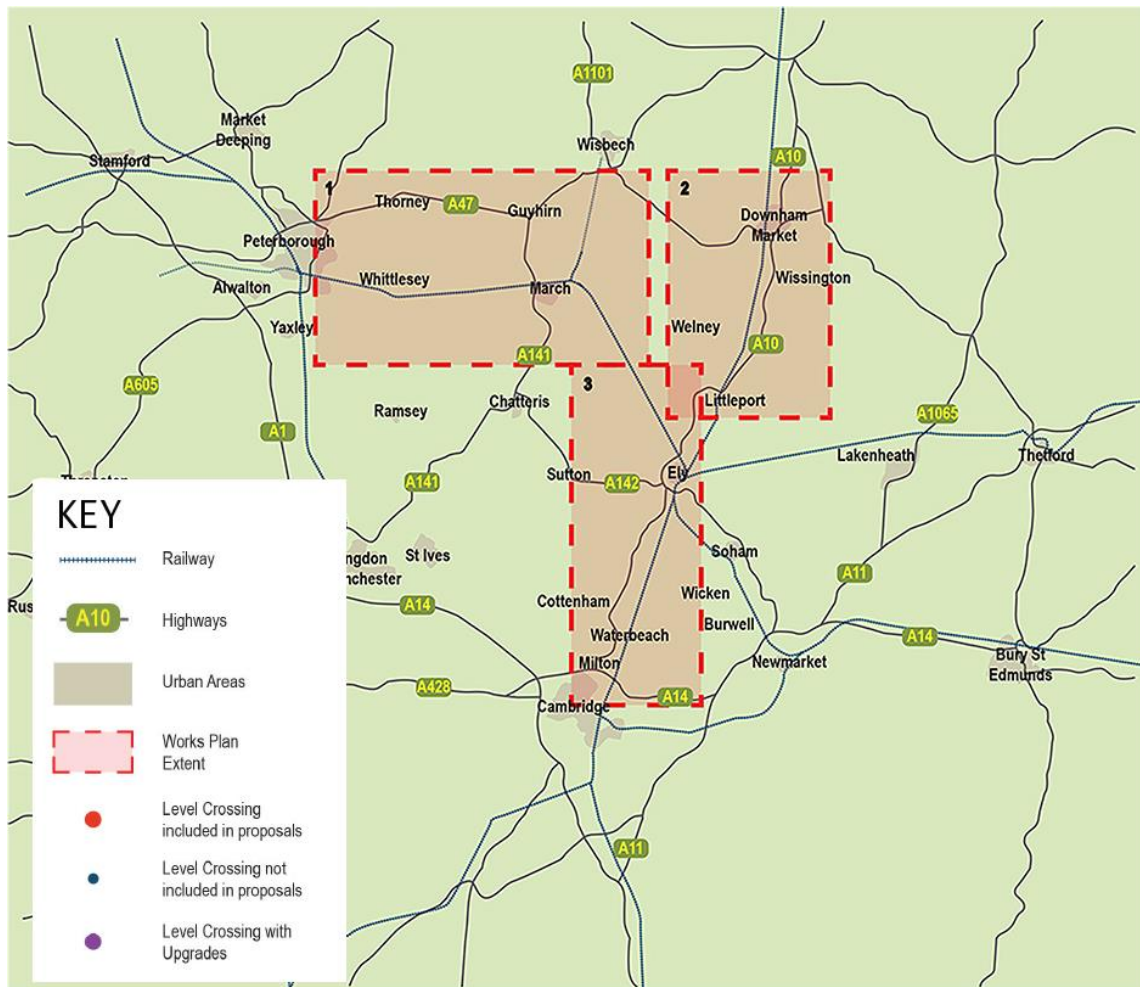 A1101
Market
Deeping
Wisbech
Stamford
A10
1
2
Thorney
A47
Guyhirn
Downham
Market
Peterborough
Whittlesey
Wissington
Alwalton
March
Yaxley
Welney
A10
A141
3
A605
Chatteris
Littleport
Ramsey
A1
A1065
Lakenheath
Thetford
Sutton
A142
Ely
A141
KEY
Railway
A10
Highways
Urban Areas
Works Plan
Extent
Level Crossing
included in proposals
Level Crossing not
included in proposals
Level Crossing with
Upgrades
St Ives
Soham
A11
A14
Cottenham
Wicken
Burwell
Waterbeach
A14
Milton
Newmarket
Bury St
Edmunds
A428
A14
Cambridge
A11